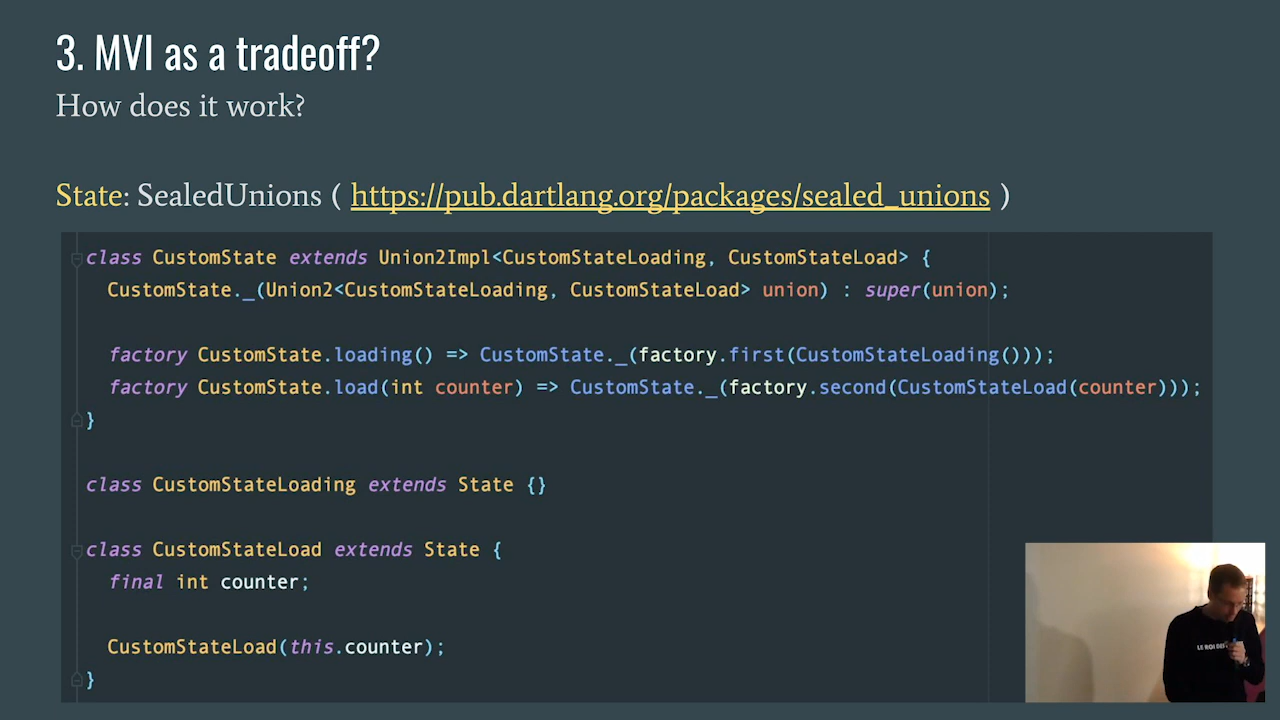 3. MVI as a tradeoff?
How does it work?
State: SealedUnions ( https://pub.dartlang.org/packages/sealed_unions )
class CustomState extends Union2Impl<CustomStateLoading, CustomStateLoad> {
CustomState._(Union2<CustomStateLoading, CustomStateLoad> union) : super(union);
factory CustomState.loading() => CustomState._(factory.first(CustomStateLoading()));
factory CustomState.load(int counter) => CustomState._(factory.second(CustomStateLoad(counter)));
}
class CustomStateLoading extends State {}
class CustomStateLoad extends State {
final int counter;
CustomStateLoad(this.counter);
}
LE ROI DES